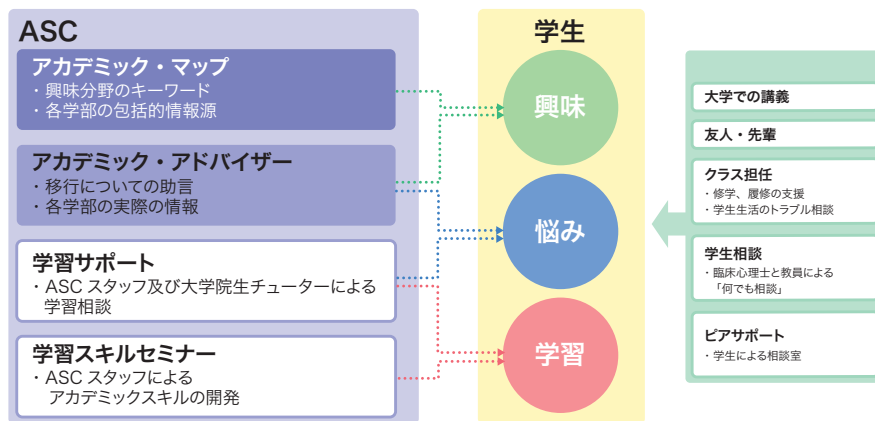 ASC
アカデミック・マップ
・興味分野のキーワード
・各学部の包括的情報源
アカデミック・アドバイザー
・移行についての助言
・各学部の実際の情報
学習サポート
・ASC スタッフ及び大学院生チューターによる
学習相談
学習スキルセミナー
・ASC スタッフによる
アカデミックスキルの開発
学生
興味
悩み
学習
大学での講義
友人・先輩
クラス担任
・修学、履修の支援
・学生生活のトラブル相談
学生相談
・臨床心理士と教員による
「何でも相談」
ピアサポート
・学生による相談室